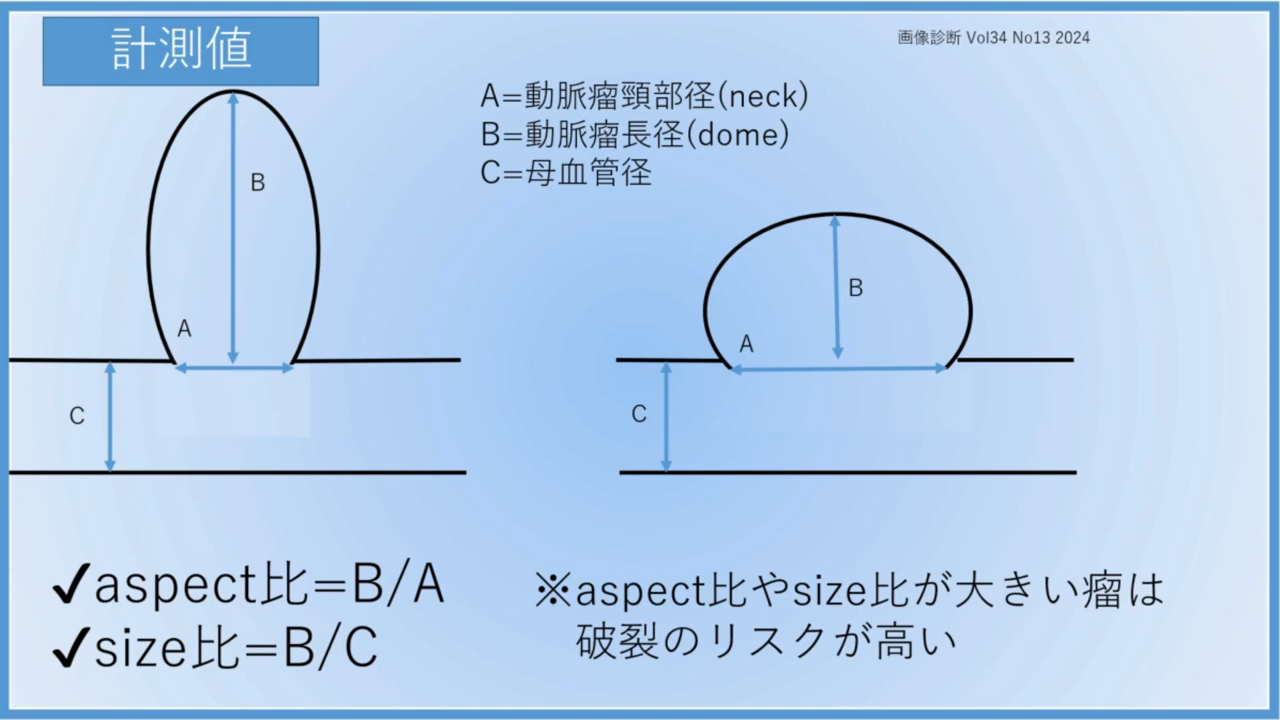 計測値
画像診断 Vol34 No13 2024
A=動脈瘤頸部径(neck)
B=動脈瘤長径(dome)
C=母血管径
B
A
C
B
A
C
✓aspect比=B/A
✓size比=B/C
※aspect比やsize比が大きい瘤は
破裂のリスクが高い